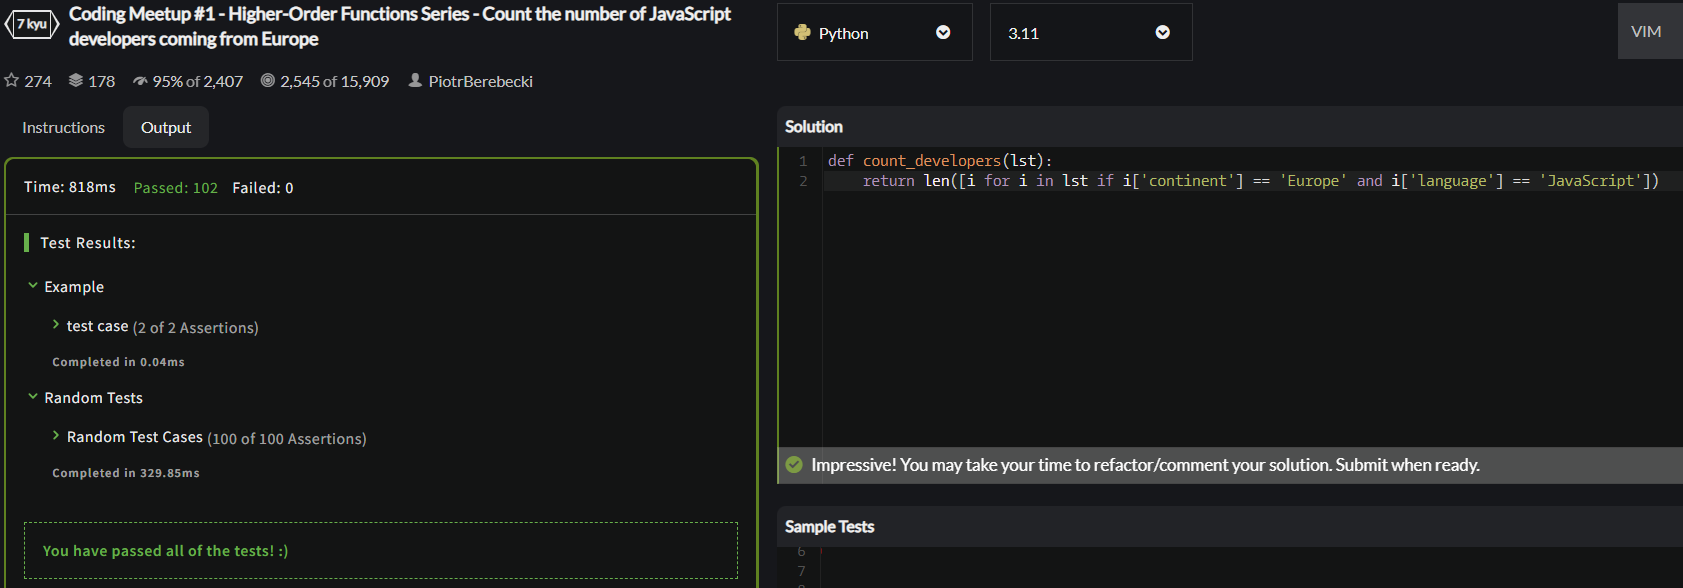 7 kyu
Coding Meetup #1 - Higher-Order Functions Series - Count the number of JavaScript
developers coming from Europe
274 178 95% of 2,407 2,545 of 15,909 PiotrBerebecki
Instructions Output
Time: 818ms Passed: 102 Failed: 0
Test Results:
Example
test case (2 of 2 Assertions)
Completed in 0.04ms
Random Tests
Random Test Cases (100 of 100 Assertions)
Completed in 329.85ms
You have passed all of the tests! :)
Python 3.11 VIM
Solution
1 def count_developers(lst):
2     return len([i for i in lst if i['continent'] == 'Europe' and i['language'] == 'JavaScript'])
Impressive! You may take your time to refactor/comment your solution. Submit when ready.
Sample Tests
6
7